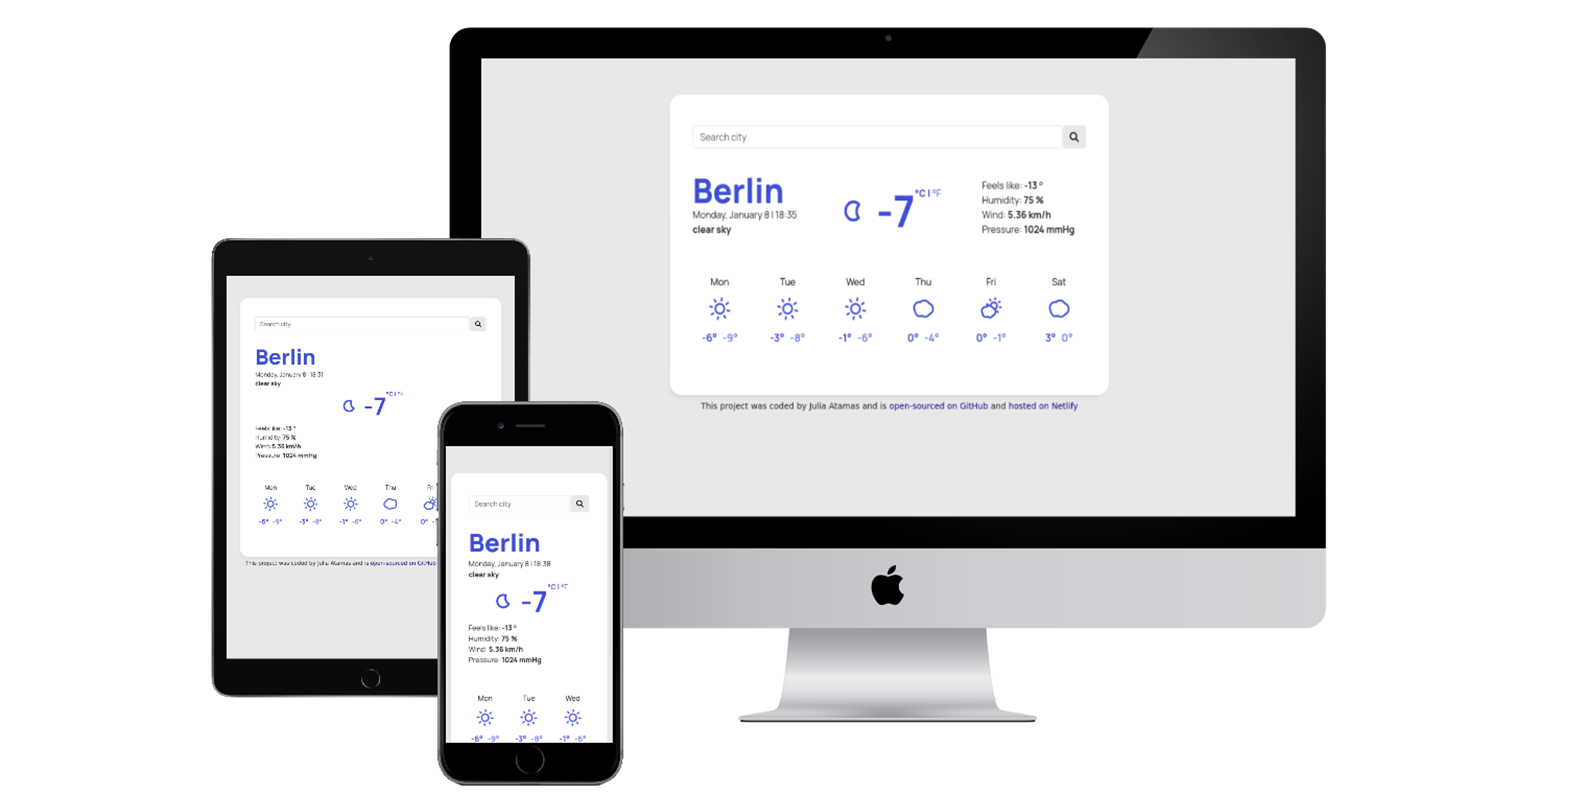 Search city
Berlin
Monday, January 8 | 18:35
clear sky
-7 °C | °F
Feels like: -13 °
Humidity: 75 %
Wind: 5.36 km/h
Pressure: 1024 mmHg
Mon Tue Wed Thu Fri Sat
-6° -9° -3° -8° -1° -6° 0° -4° 0° -1° 3° 0°
This project was coded by Julia Atamas and is open-sourced on GitHub and hosted on Netlify
Search city
Berlin
Monday, January 8 | 18:31
clear sky
-7 °C | °F
Feels like: -13 °
Humidity: 75 %
Wind: 5.36 km/h
Pressure: 1024 mmHg
Mon Tue Wed Thu Fri
-6° -9° -3° -8° -1° -6° 0° -4° 0°
This project was coded by Julia Atamas and is open-sourced on GitHub
Search city
Berlin
Monday, January 8 | 18:38
clear sky
-7 °C | °F
Feels like: -13 °
Humidity: 75 %
Wind: 5.36 km/h
Pressure: 1024 mmHg
Mon Tue Wed
-6° -9° -3° -8° -1° -6°